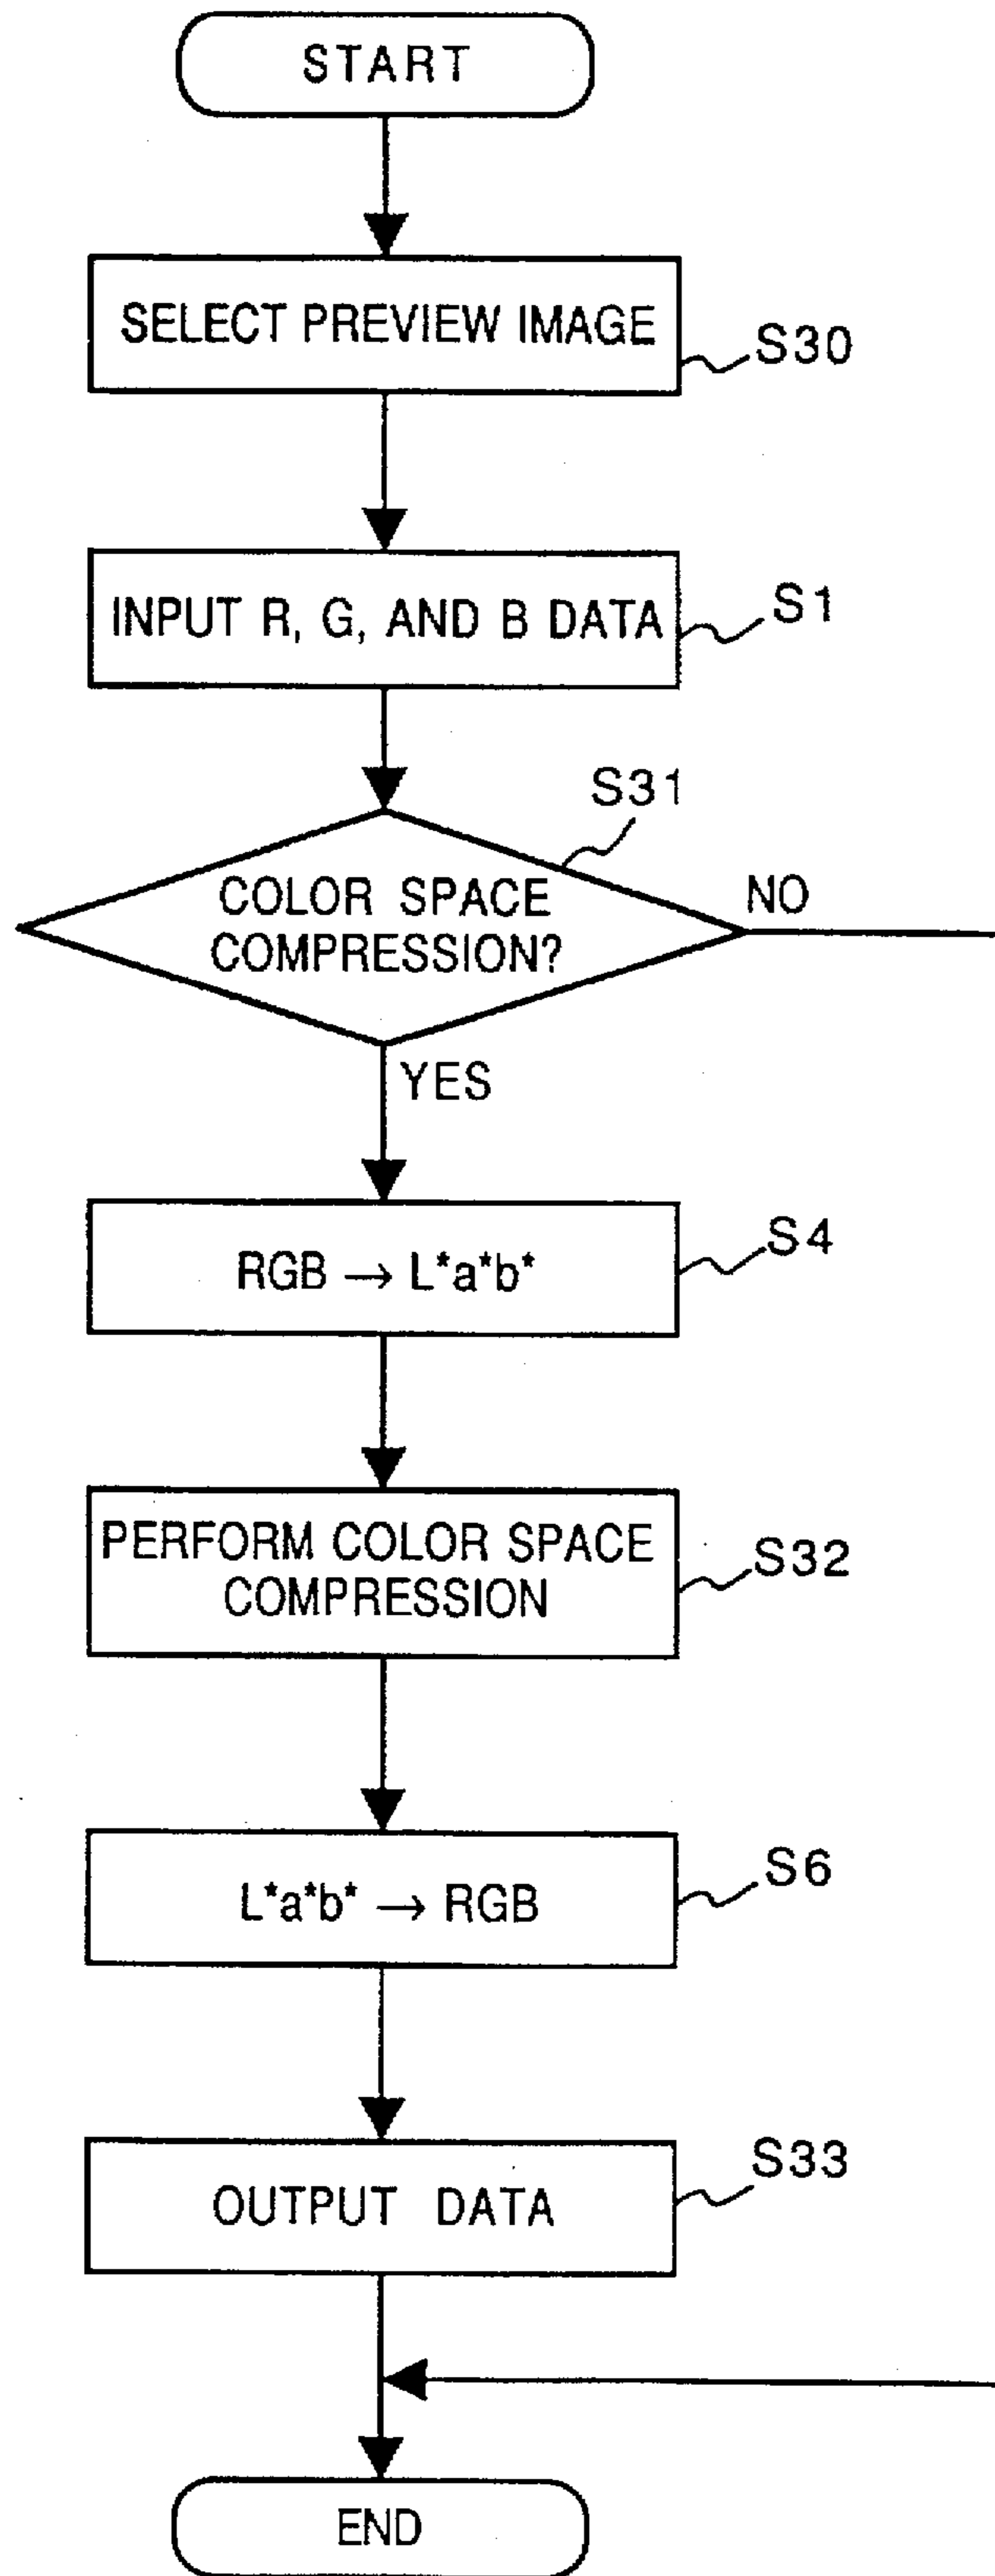 START
SELECT PREVIEW IMAGE
S30
INPUT R, G, AND B DATA
S1
S31
COLOR SPACE
COMPRESSION?
NO
YES
RGB → L*a*b*
S4
PERFORM COLOR SPACE
COMPRESSION
S32
L*a*b* → RGB
S6
OUTPUT DATA
S33
END